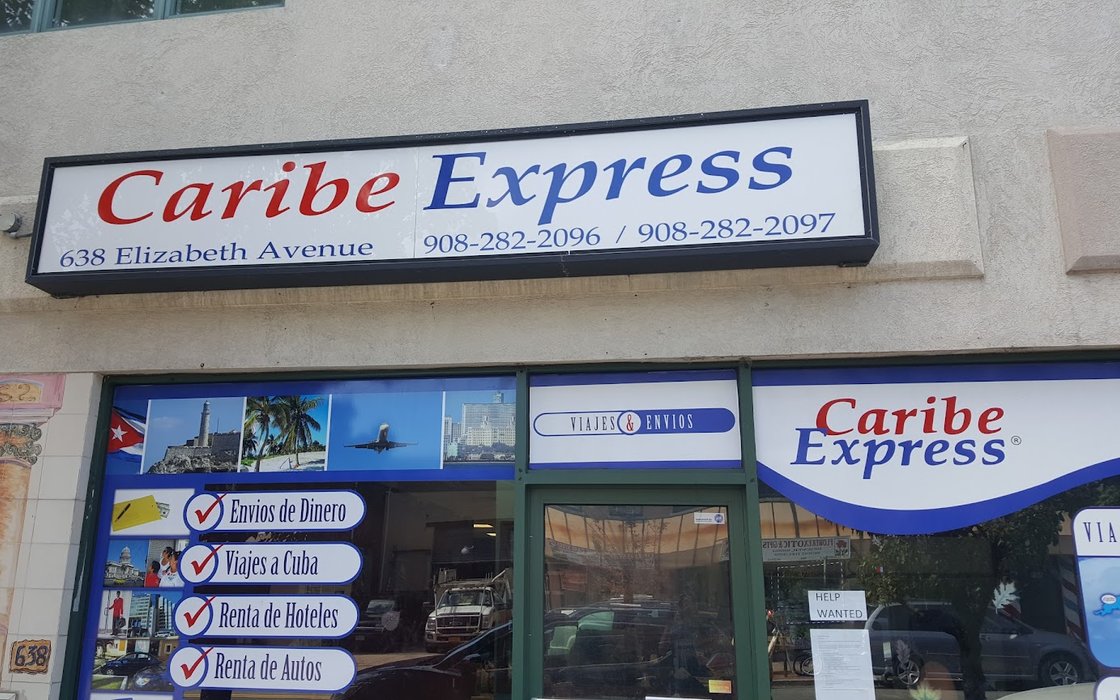 Caribe Express
638 Elizabeth Avenue
908-282-2096 / 908-282-2097
VIAJES & ENVIOS
Caribe
Express®
Envios de Dinero
Viajes a Cuba
Renta de Hoteles
Renta de Autos
HELP
WANTED
VIA
638